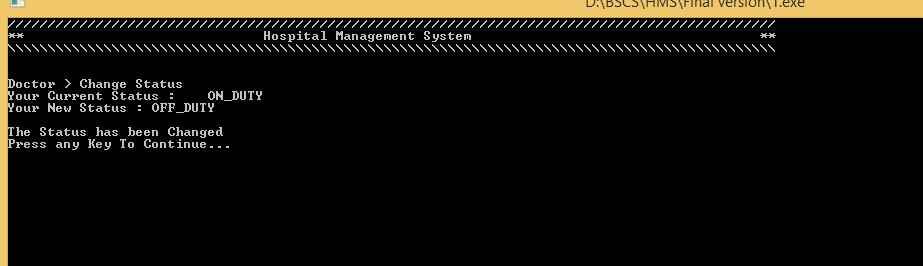 D:\BSCS\HMS\Final Version\1.exe
////////////////////////////////////////////////////////////////////////////////////////////////
** Hospital Management System **
\\\\\\\\\\\\\\\\\\\\\\\\\\\\\\\\\\\\\\\\\\\\\\\\\\\\\\\\\\\\\\\\\\\\\\\\\\\\\\\\\\\\\\\\\\\\\\\\
Doctor > Change Status
Your Current Status : ON_DUTY
Your New Status : OFF_DUTY
The Status has been Changed
Press any Key To Continue...